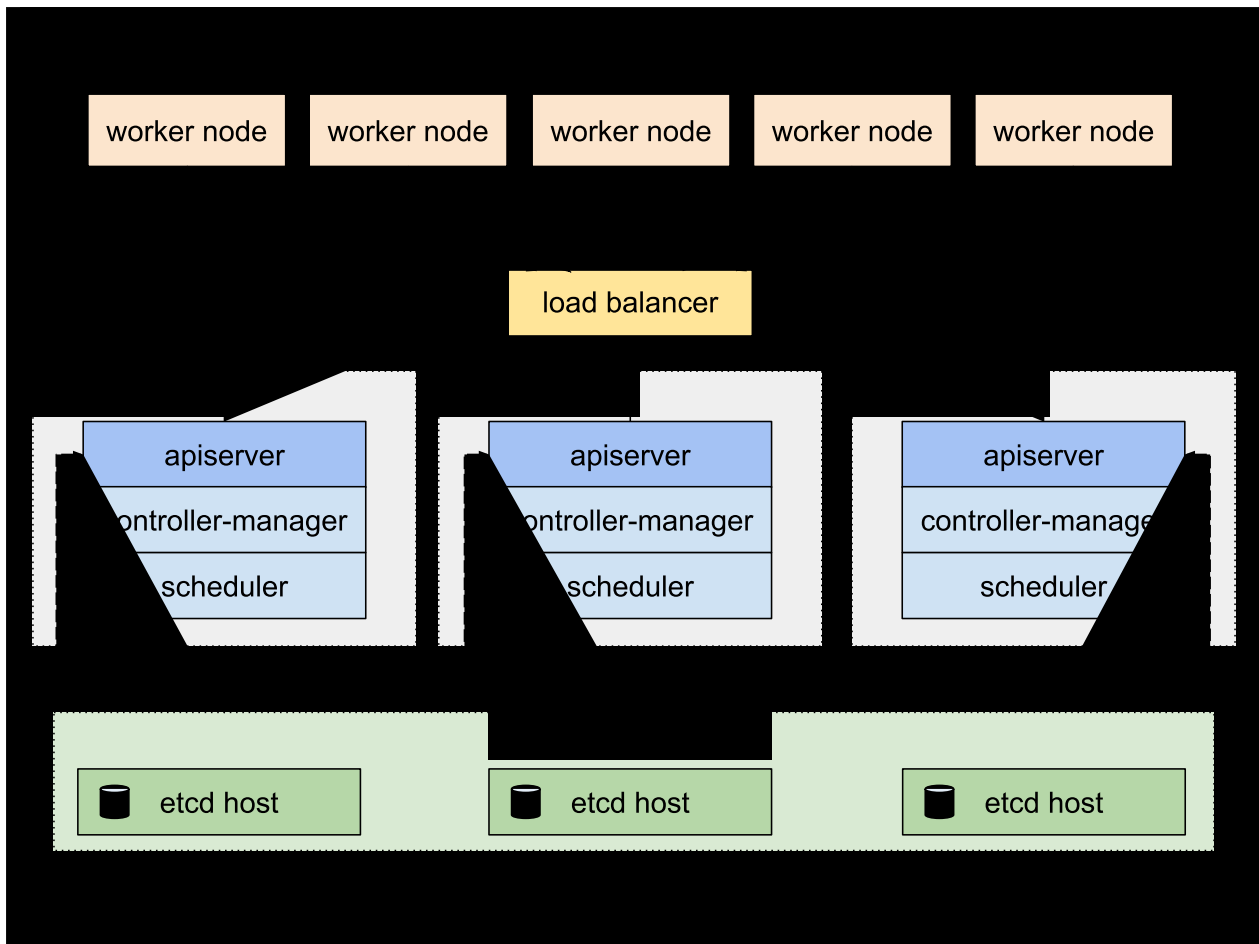 worker node
worker node
worker node
worker node
worker node
load balancer
apiserver
apiserver
apiserver
ontroller-manager
ontroller-manager
controller-manage
scheduler
scheduler
scheduler
etcd host
etcd host
etcd host